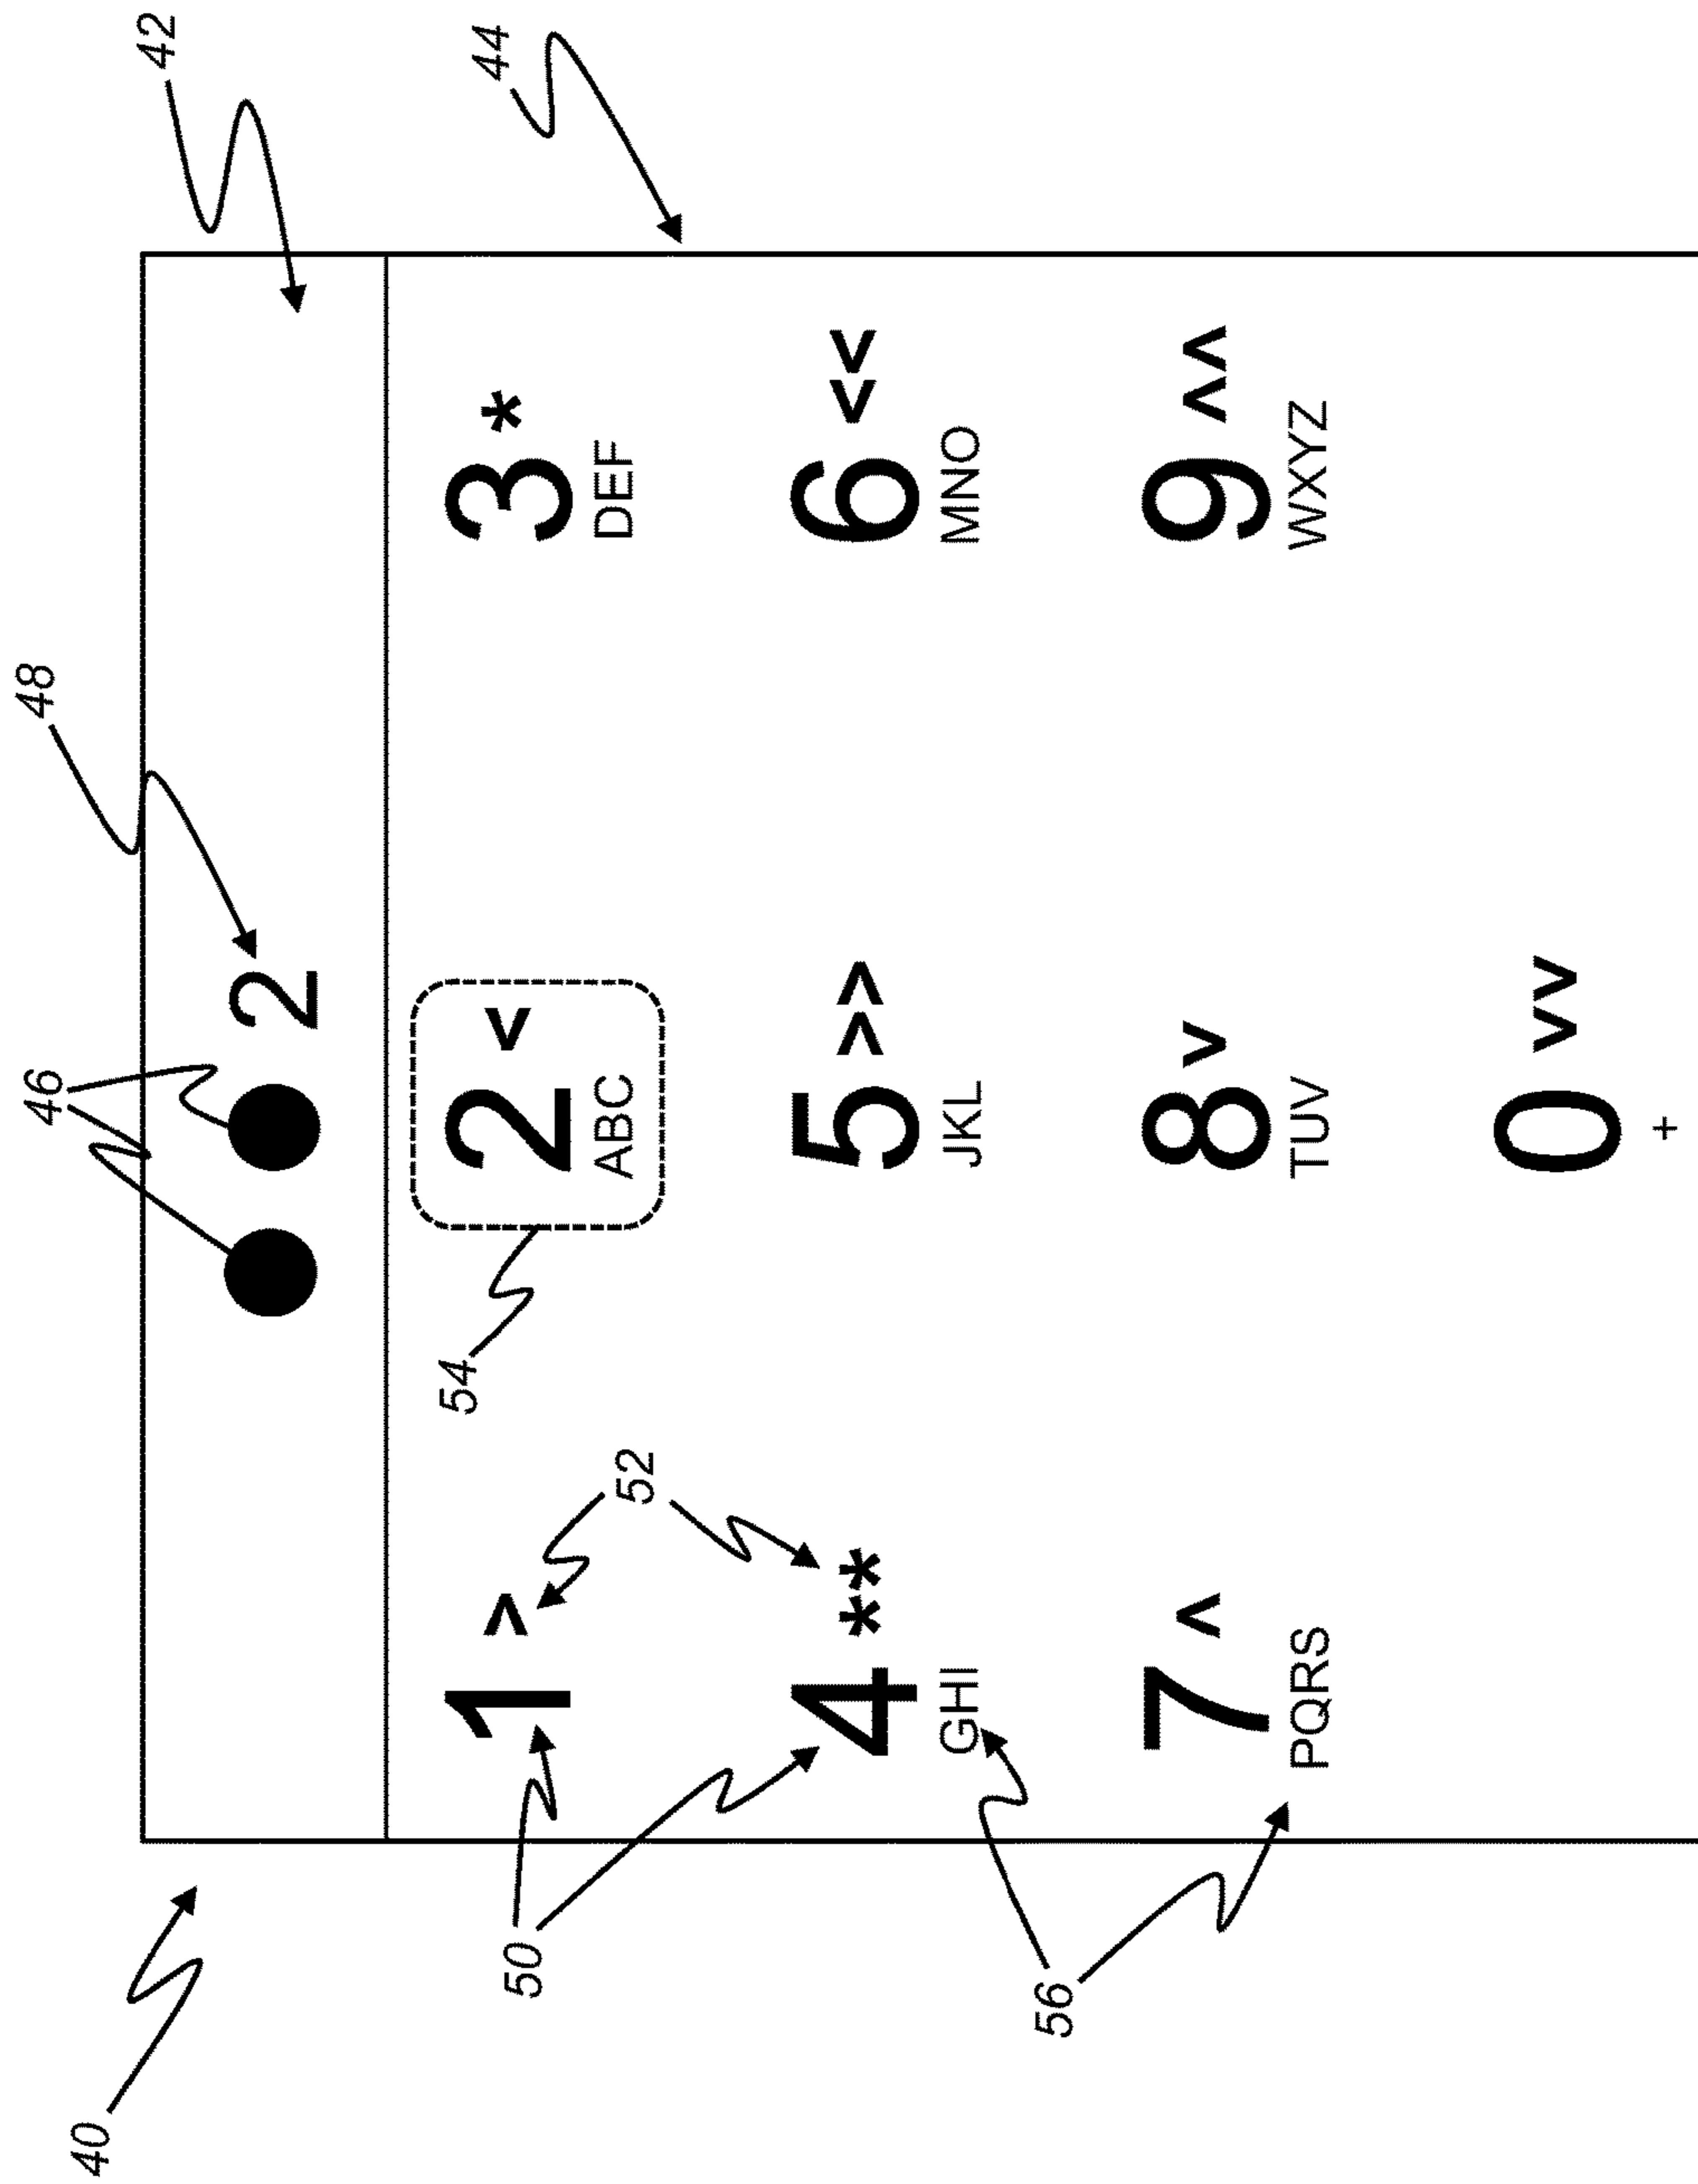 48
46
40
42
2
44
1 > 2 < 3 *
54
50
ABC DEF
52
4 ** 5 >> 6 <<
GHI JKL MNO
56
7 ^ 8 v 9 ^^
PQRS TUV WXYZ
0 vv
+